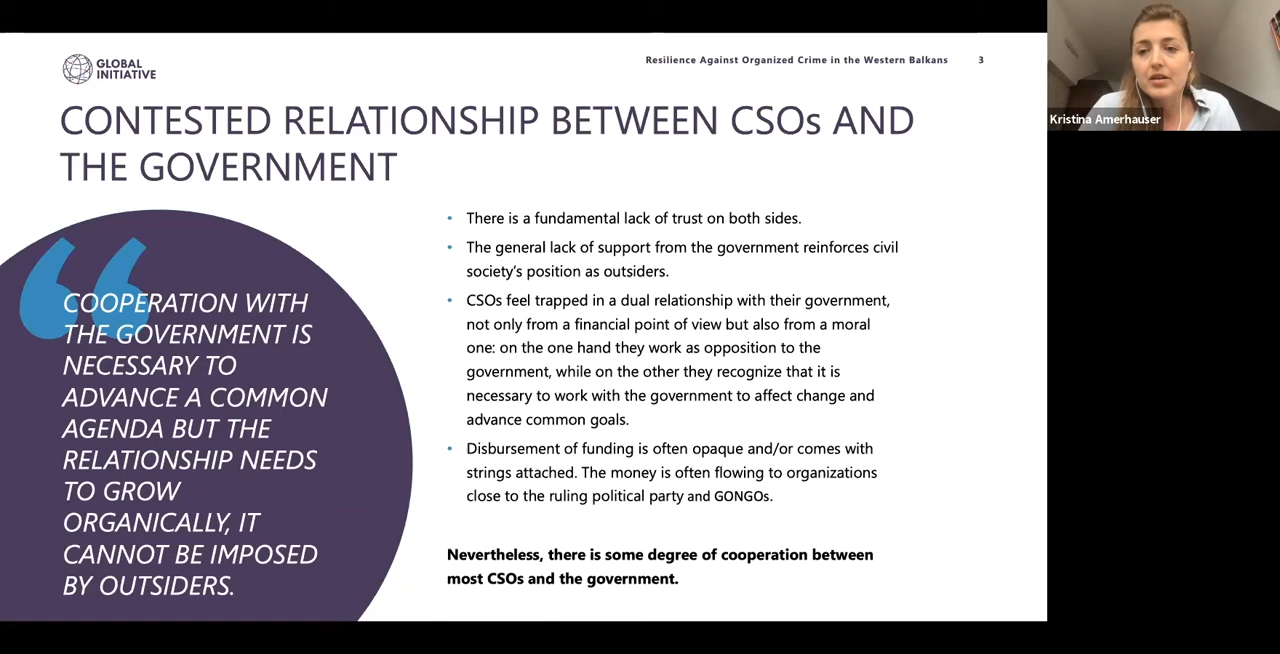 GLOBAL
INITIATIVE
Resilience Against Organized Crime in the Western Balkans 3
CONTESTED RELATIONSHIP BETWEEN CSOs AND
THE GOVERNMENT
COOPERATION WITH
THE GOVERNMENT IS
NECESSARY TO
ADVANCE A COMMON
AGENDA BUT THE
RELATIONSHIP NEEDS
TO GROW
ORGANICALLY, IT
CANNOT BE IMPOSED
BY OUTSIDERS.
• There is a fundamental lack of trust on both sides.
• The general lack of support from the government reinforces civil
society’s position as outsiders.
• CSOs feel trapped in a dual relationship with their government,
not only from a financial point of view but also from a moral
one: on the one hand they work as opposition to the
government, while on the other they recognize that it is
necessary to work with the government to affect change and
advance common goals.
• Disbursement of funding is often opaque and/or comes with
strings attached. The money is often flowing to organizations
close to the ruling political party and GONGOs.
Nevertheless, there is some degree of cooperation between
most CSOs and the government.
Kristina Amerhauser